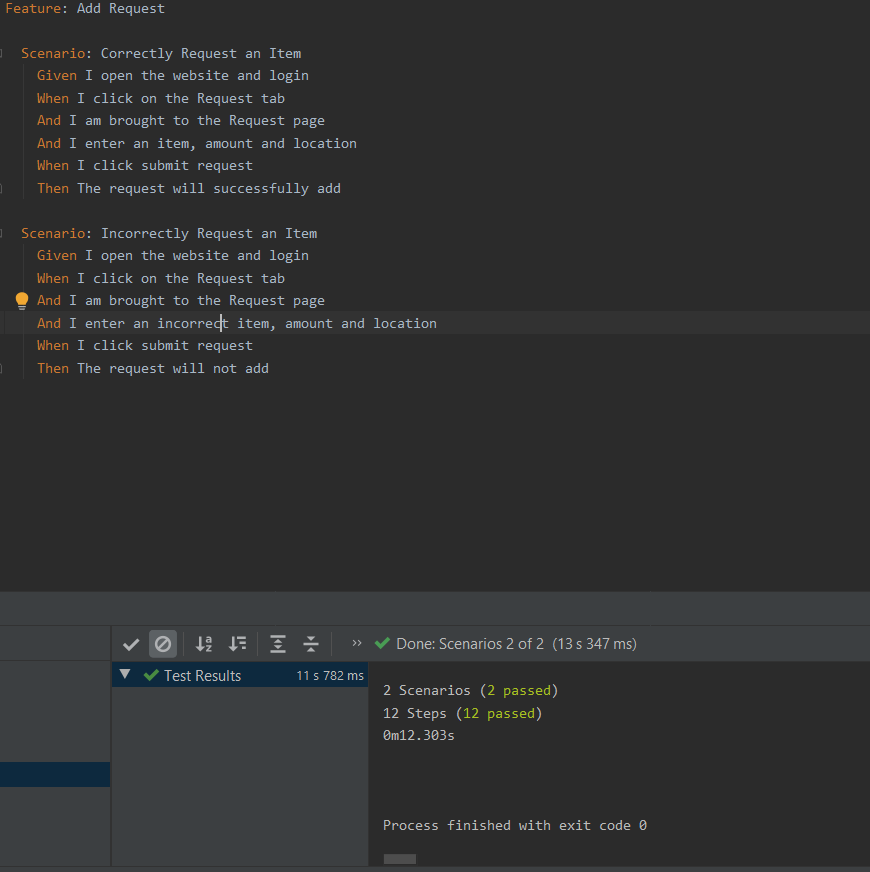 Feature: Add Request
Scenario: Correctly Request an Item
Given I open the website and login
When I click on the Request tab
And I am brought to the Request page
And I enter an item, amount and location
When I click submit request
Then The request will successfully add
Scenario: Incorrectly Request an Item
Given I open the website and login
When I click on the Request tab
And I am brought to the Request page
And I enter an incorrect item, amount and location
When I click submit request
Then The request will not add
Done: Scenarios 2 of 2 (13 s 347 ms)
Test Results 11 s 782 ms
2 Scenarios (2 passed)
12 Steps (12 passed)
0m12.303s
Process finished with exit code 0